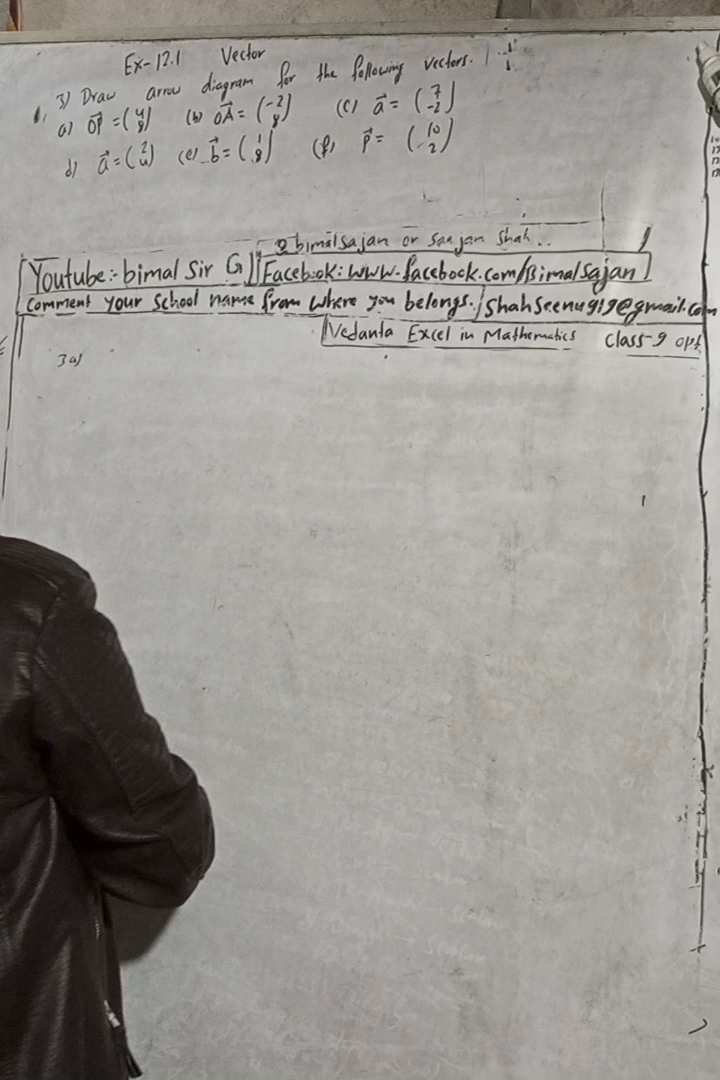 Ex-12.1 Vector
3) Draw arrow diagram for the following vectors.
a) OP = (4 8) (b) OA = (-2 8) (c) a = (7 -2)
d) a = (2 4) (e) b = (1 8) (f) P = (10 -2)
bimalsajan or Sanjan Shah..
Youtube:- bimal Sir G Facebook: www.facebook.com/Bimalsajan
Comment your School name from where you belongs. / Shahseenu919@gmail.com
Vedanta Excel in Mathematics Class-9 opt
3a)